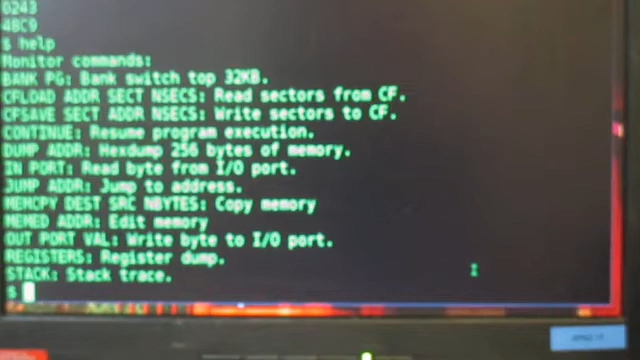 0243
4BC9
$ help
Monitor commands:
BANK PG: Bank switch top 32KB.
CFLOAD ADDR SECT NSECS: Read sectors from CF.
CFSAVE SECT ADDR NSECS: Write sectors to CF.
CONTINUE: Resume program execution.
DUMP ADDR: Hexdump 256 bytes of memory.
IN PORT: Read byte from I/O port.
JUMP ADDR: Jump to address.
MEMCPY DEST SRC NBYTES: Copy memory
MEMED ADDR: Edit memory
OUT PORT VAL: Write byte to I/O port.
REGISTERS: Register dump.
STACK: Stack trace.
$